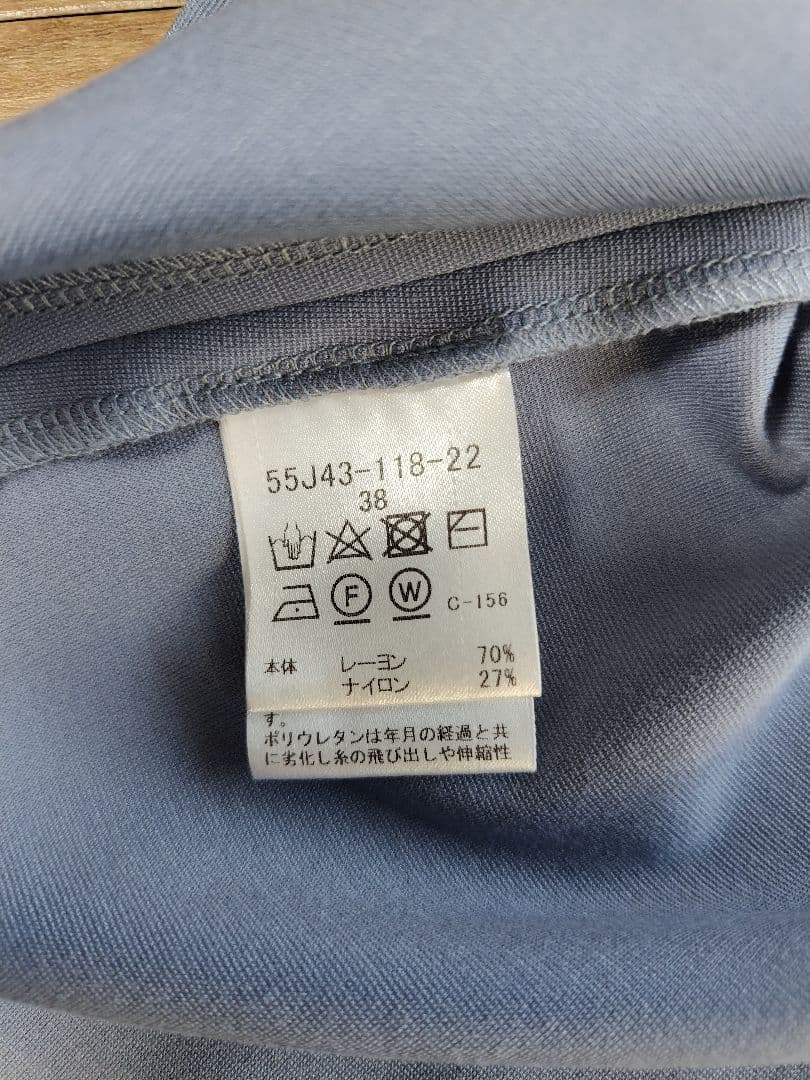 55J43-118-22
38
F W C-156
本体 レーヨン 70%
ナイロン 27%
す。
ポリウレタンは年月の経過と共
に劣化し糸の飛び出しや伸縮性